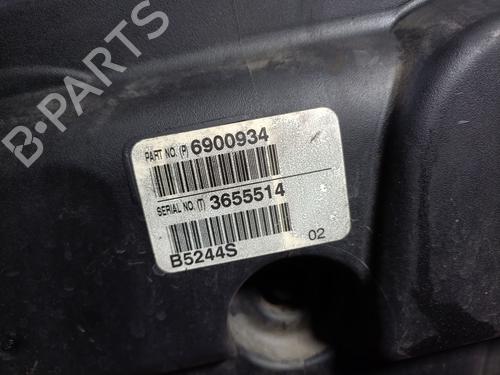 B-PARTS
PART NO. (P) 6900934
SERIAL NO. (T) 3655514
B5244S 02